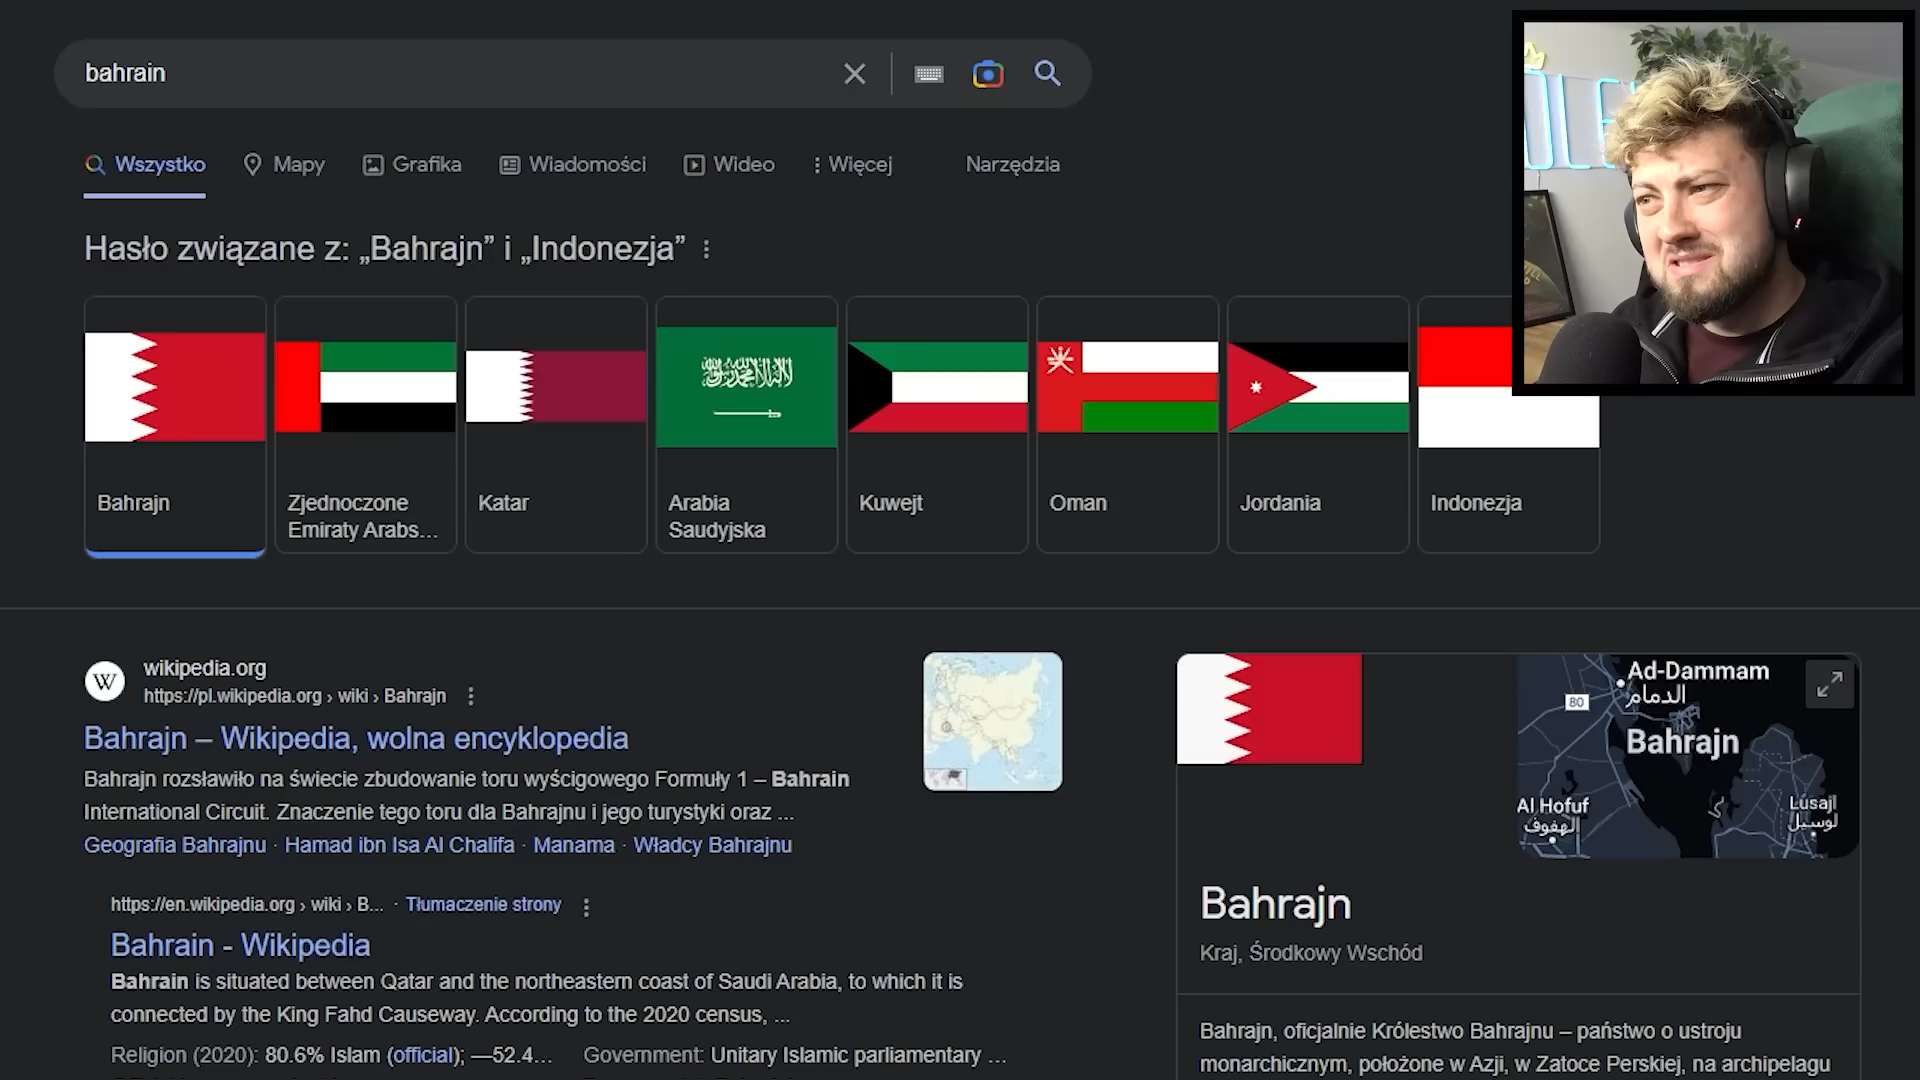 bahrain
Wszystko
Mapy
Grafika
Wiadomości
Wideo
Więcej
Narzędzia
Hasło związane z: „Bahrajn” i „Indonezja”
Bahrajn
Zjednoczone
Emiraty Arabs...
Katar
Arabia
Saudyjska
Kuwejt
Oman
Jordania
Indonezja
W
wikipedia.org
https://pl.wikipedia.org › wiki › Bahrajn
Bahrajn – Wikipedia, wolna encyklopedia
Bahrajn rozsławiło na świecie zbudowanie toru wyścigowego Formuły 1 – Bahrain
International Circuit. Znaczenie tego toru dla Bahrajnu i jego turystyki oraz ...
Geografia Bahrajnu · Hamad ibn Isa Al Chalifa · Manama · Władcy Bahrajnu
https://en.wikipedia.org › wiki › B... · Tłumaczenie strony
Bahrain - Wikipedia
Bahrain is situated between Qatar and the northeastern coast of Saudi Arabia, to which it is
connected by the King Fahd Causeway. According to the 2020 census, ...
Religion (2020): 80.6% Islam (official); —52.4...
Government: Unitary Islamic parliamentary ...
Ad-Dammam
الدمام
80
Bahrajn
Al Hofuf
الهفوف
Lusajl
لوسيل
Bahrajn
Kraj, Środkowy Wschód
Bahrajn, oficjalnie Królestwo Bahrajnu – państwo o ustroju
monarchicznym, położone w Azji, w Zatoce Perskiej, na archipelagu